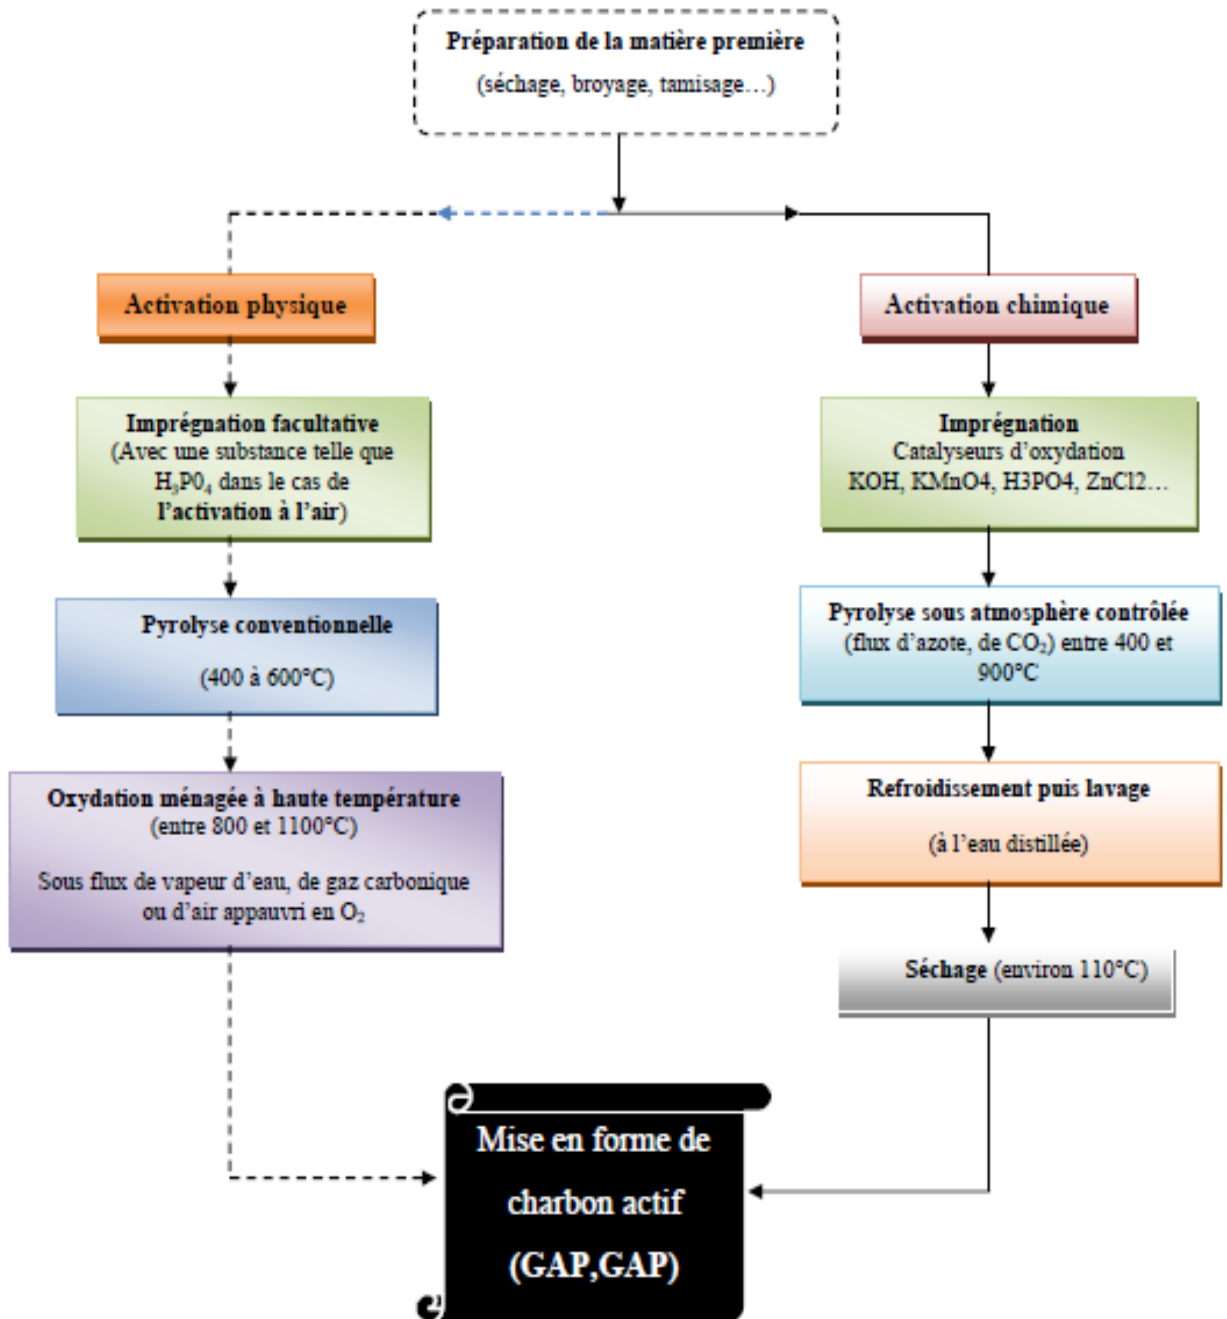 Préparation de la matière première
(séchage, broyage, tamisage…)
Activation physique
Imprégnation facultative
(Avec une substance telle que
H₃P0₄ dans le cas de
l’activation à l’air)
Pyrolyse conventionnelle
(400 à 600°C)
Oxydation ménagée à haute température
(entre 800 et 1100°C)
Sous flux de vapeur d’eau, de gaz carbonique
ou d’air appauvri en O₂
Activation chimique
Imprégnation
Catalyseurs d’oxydation
KOH, KMnO4, H3PO4, ZnCl2…
Pyrolyse sous atmosphère contrôlée
(flux d’azote, de CO₂) entre 400 et
900°C
Refroidissement puis lavage
(à l’eau distillée)
Séchage (environ 110°C)
Mise en forme de
charbon actif
(GAP,GAP)